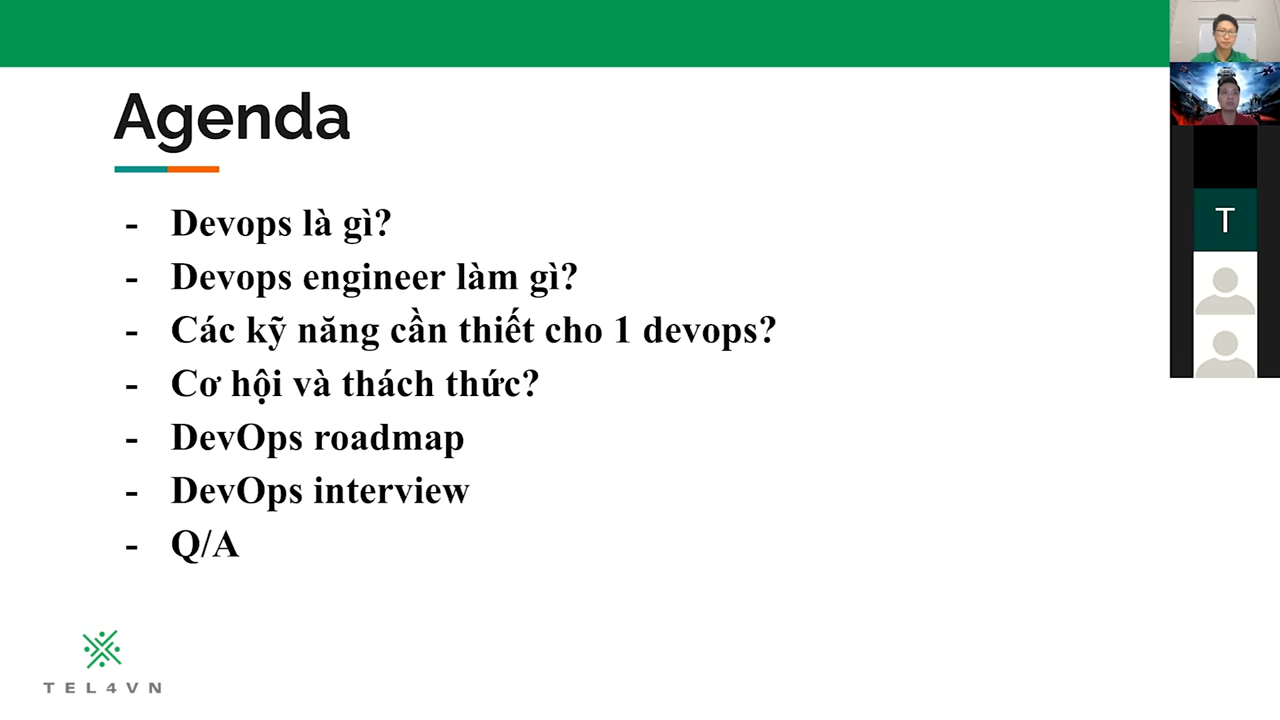 Agenda
- Devops là gì?
- Devops engineer làm gì?
- Các kỹ năng cần thiết cho 1 devops?
- Cơ hội và thách thức?
- DevOps roadmap
- DevOps interview
- Q/A
TEL4VN
T